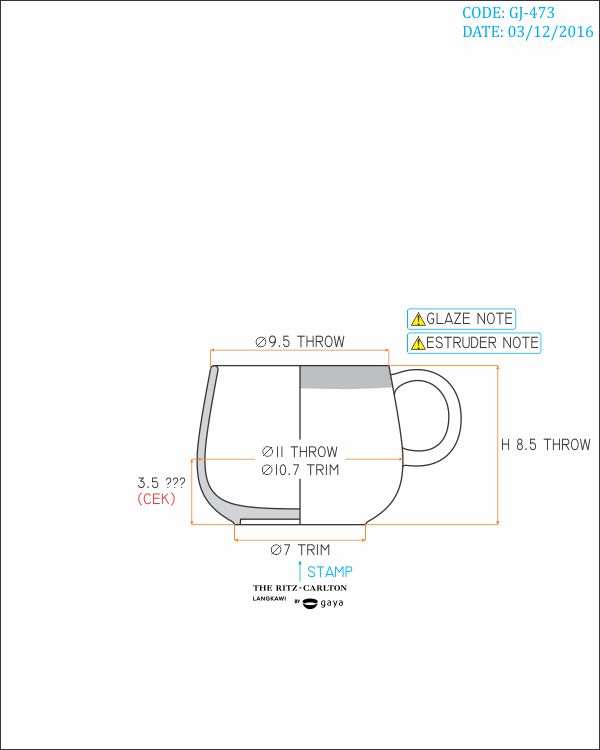 CODE: GJ-473
DATE: 03/12/2016
GLAZE NOTE
ESTRUDER NOTE
Ø9.5 THROW
Ø11 THROW
Ø10.7 TRIM
H 8.5 THROW
3.5 ???
(CEK)
Ø7 TRIM
STAMP
THE RITZ-CARLTON
LANGKAWI
BY gaya